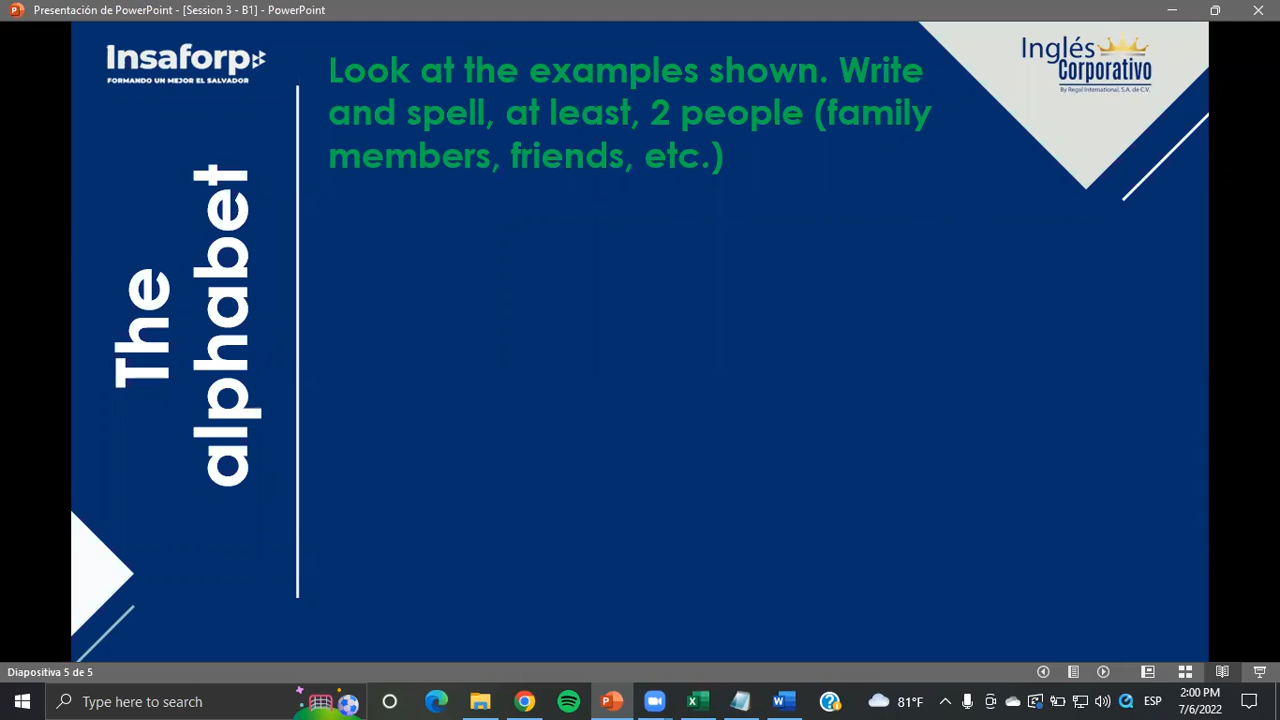 Presentación de PowerPoint - [Session 3 - B1] - PowerPoint
Insaforp
FORMANDO UN MEJOR EL SALVADOR
Inglés
Corporativo
By Regal International, S.A. de C.V.
Look at the examples shown. Write
and spell, at least, 2 people (family
members, friends, etc.)
The
alphabet
Diapositiva 5 de 5
Type here to search
81°F
ESP
2:00 PM
7/6/2022